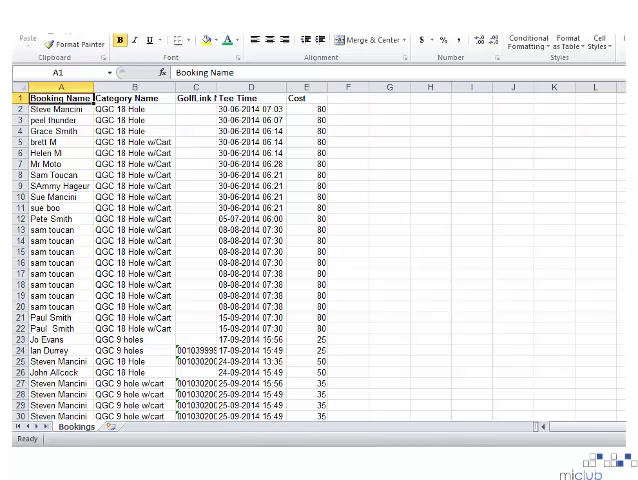 Paste Format Painter B I U A $ % , Merge & Center Conditional Formatting Format as Table Cell Styles
Clipboard Font Alignment Number Styles
A1 fx Booking Name
A B C D E F G H I J K L
1 Booking Name Category Name GolfLink Tee Time Cost
2 Steve Mancini QGC 18 Hole 30-06-2014 07:03 80
3 peel thunder QGC 18 Hole 30-06-2014 06:07 80
4 Grace Smith QGC 18 Hole 30-06-2014 06:14 80
5 brett M QGC 18 Hole w/Cart 30-06-2014 06:14 80
6 Helen M QGC 18 Hole w/Cart 30-06-2014 06:14 80
7 Mr Moto QGC 18 Hole w/Cart 30-06-2014 06:28 80
8 Sam Toucan QGC 18 Hole w/Cart 30-06-2014 06:21 80
9 SAmmy Hageur QGC 18 Hole w/Cart 30-06-2014 06:21 80
10 Sue Mancini QGC 18 Hole w/Cart 30-06-2014 06:21 80
11 sue boo QGC 18 Hole w/Cart 30-06-2014 06:21 80
12 Pete Smith QGC 18 Hole w/Cart 05-07-2014 06:00 80
13 sam toucan QGC 18 Hole w/Cart 08-08-2014 07:30 80
14 sam toucan QGC 18 Hole w/Cart 08-08-2014 07:30 80
15 sam toucan QGC 18 Hole w/Cart 08-08-2014 07:30 80
16 sam toucan QGC 18 Hole w/Cart 08-08-2014 07:30 80
17 sam toucan QGC 18 Hole w/Cart 08-08-2014 07:38 80
18 sam toucan QGC 18 Hole w/Cart 08-08-2014 07:38 80
19 sam toucan QGC 18 Hole w/Cart 08-08-2014 07:38 80
20 sam toucan QGC 18 Hole w/Cart 08-08-2014 07:38 80
21 Paul Smith QGC 18 Hole w/Cart 15-09-2014 07:30 80
22 Paul Smith QGC 18 Hole w/Cart 15-09-2014 07:30 80
23 Jo Evans QGC 9 holes 17-09-2014 15:56 25
24 Ian Durrey QGC 9 holes 001039999 17-09-2014 15:49 25
25 Steven Mancini QGC 18 Hole 001030200 24-09-2014 13:35 50
26 John Allcock QGC 18 Hole 24-09-2014 15:49 50
27 Steven Mancini QGC 9 hole w/cart 001030200 25-09-2014 15:56 35
28 Steven Mancini QGC 9 hole w/cart 001030200 25-09-2014 15:49 35
29 Steven Mancini QGC 9 hole w/cart 001030200 25-09-2014 15:49 35
30 Steven Mancini QGC 9 hole w/cart 001030200 25-09-2014 15:49 35
Bookings
Ready
miclub